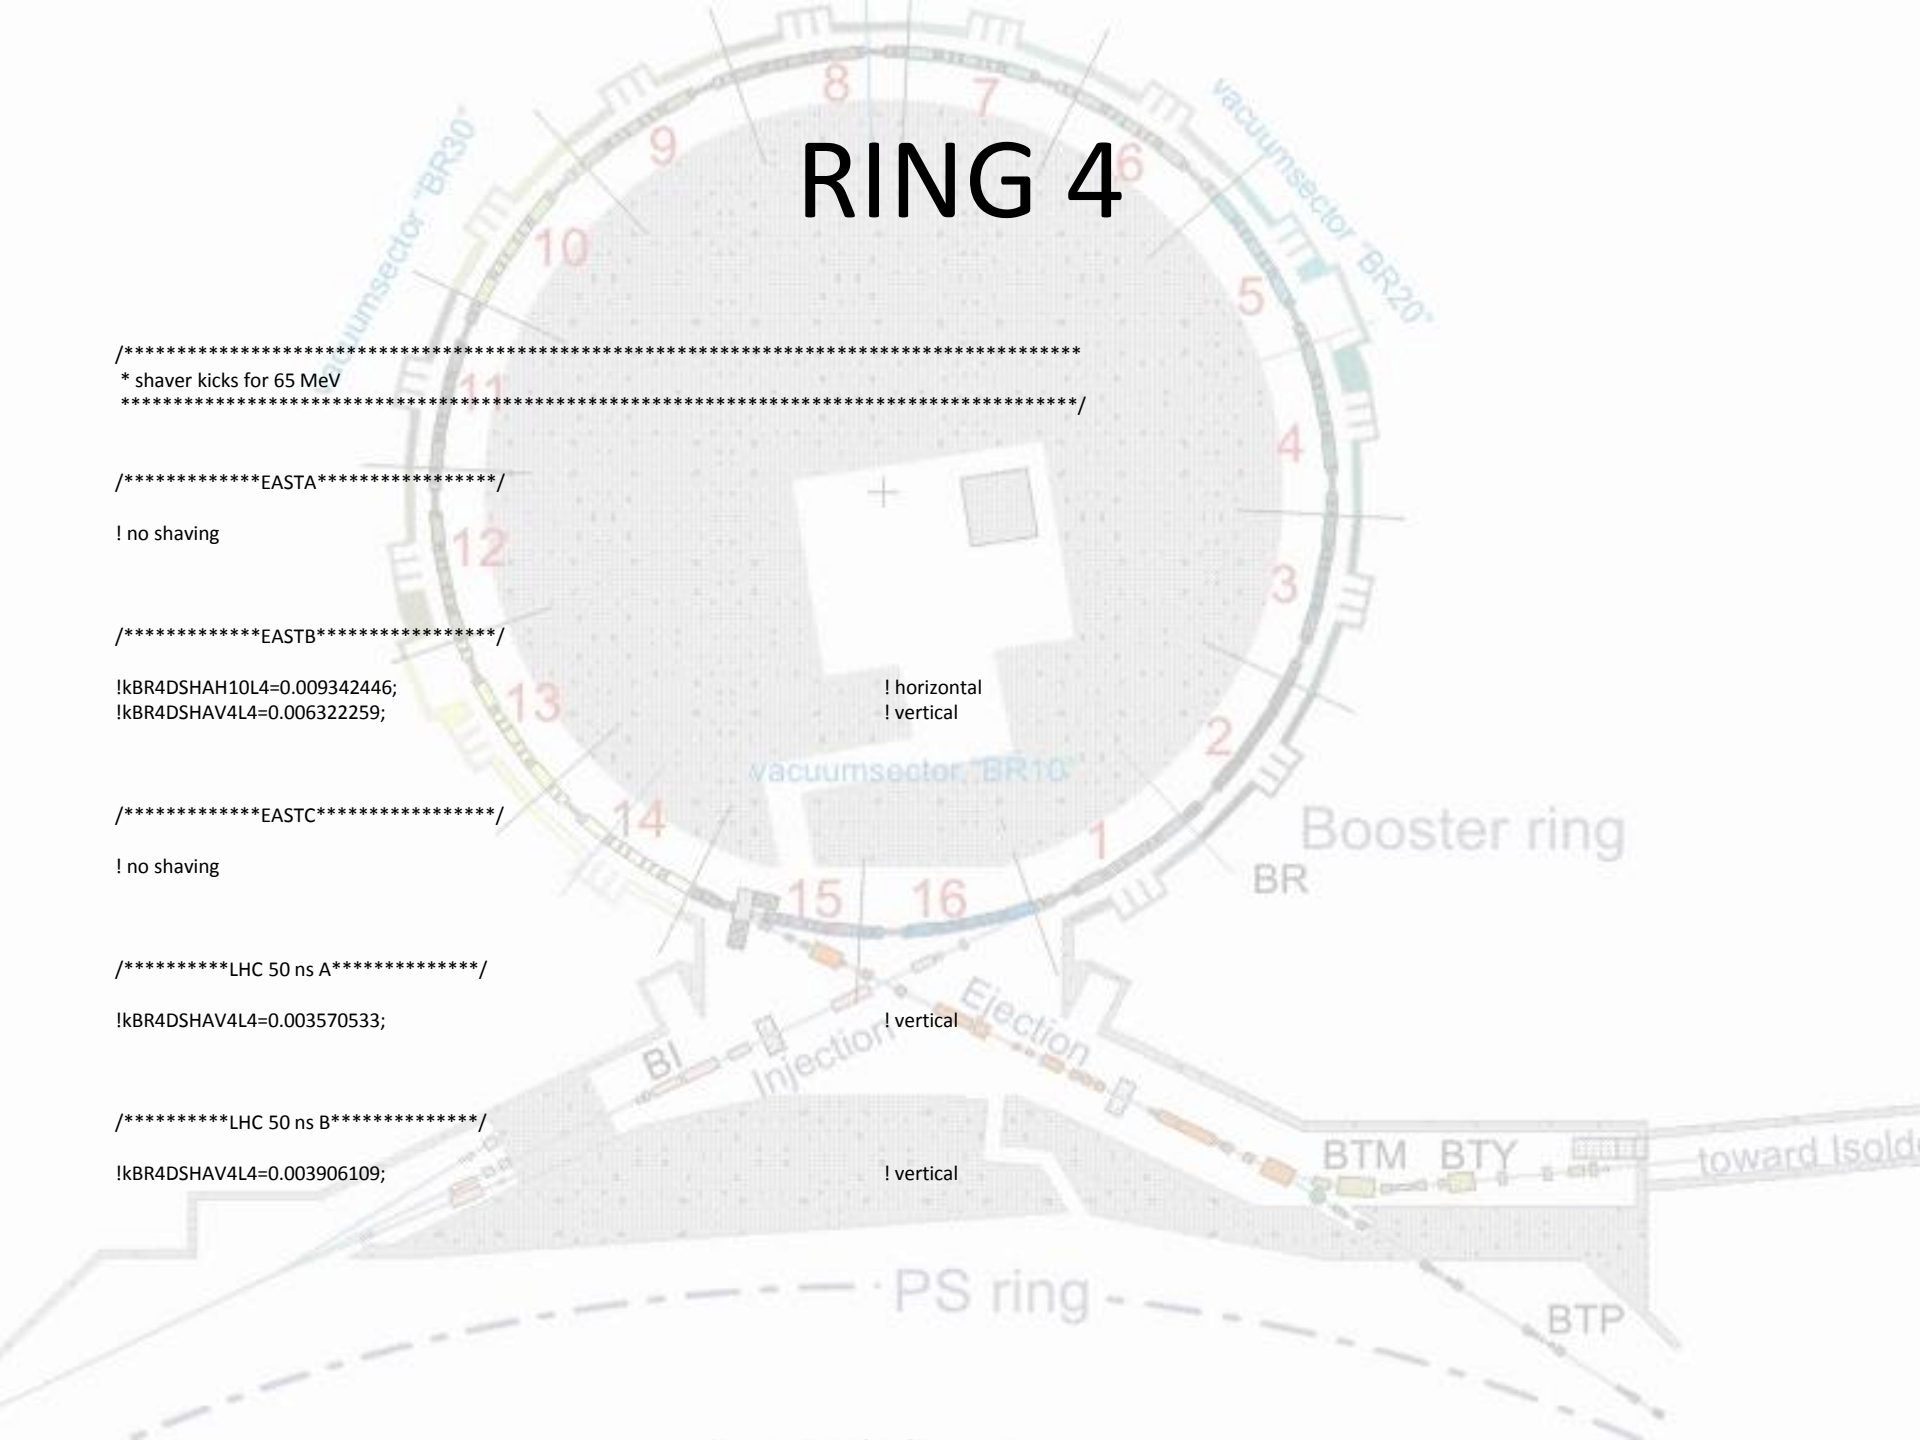 RING 4
/*******************************************************************************************
* shaver kicks for 65 MeV
*******************************************************************************************/
/*************EASTA*****************/
! no shaving
/*************EASTB*****************/
!kBR4DSHAH10L4=0.009342446; ! horizontal
!kBR4DSHAV4L4=0.006322259; ! vertical
/*************EASTC*****************/
! no shaving
/**********LHC 50 ns A**************/
!kBR4DSHAV4L4=0.003570533; ! vertical
/**********LHC 50 ns B**************/
!kBR4DSHAV4L4=0.003906109; ! vertical
8
7
9
6
10
5
11
4
12
3
13
2
14
1
15
16
vacuumsector "BR30"
vacuumsector "BR20"
vacuumsector "BR10"
Booster ring
BR
Ejection
Injection
BI
BTM
BTY
toward Isold
PS ring
BTP